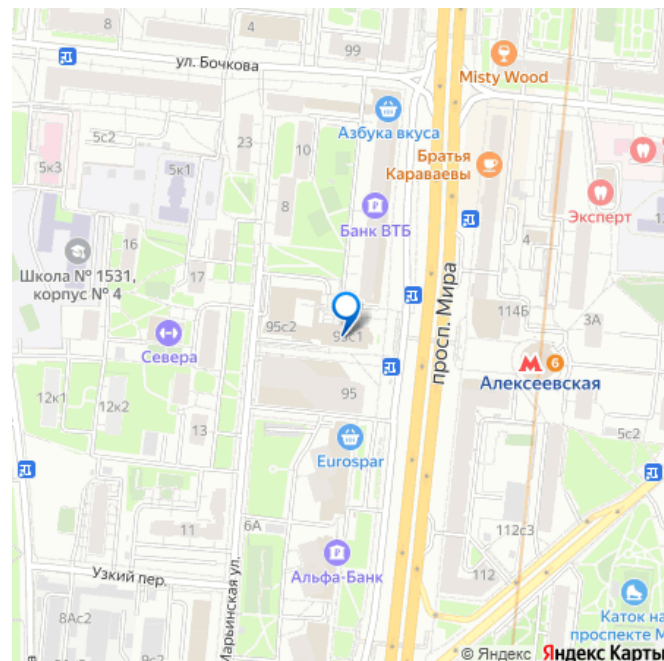 8
4
99
ул. Бочкова
Misty Wood
5с2
23
10
Азбука вкуса
5к3
5к1
Братья
Караваевы
8
Банк ВТБ
Эксперт
4
16
Школа № 1531,
корпус № 4
17
просп. Мира
95с2
114Б
3А
Севера
6
Алексеевская
12к1
12к2
95
13
Eurospar
5с2
6А
11
112с3
Узкий пер.
Марьинская ул.
Альфа-Банк
112
8Ас2
Каток на
проспекте М
© Яндекс Яндекс Карты